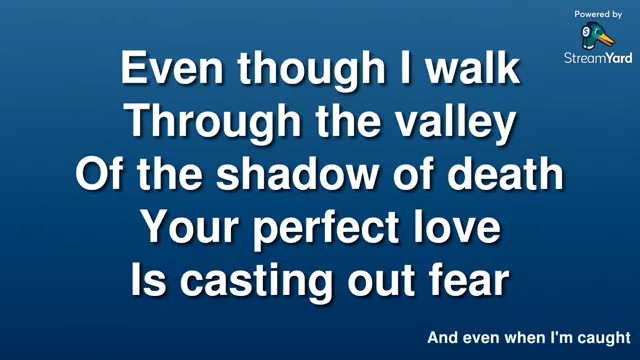 Powered by
StreamYard
Even though I walk
Through the valley
Of the shadow of death
Your perfect love
Is casting out fear
And even when I'm caught